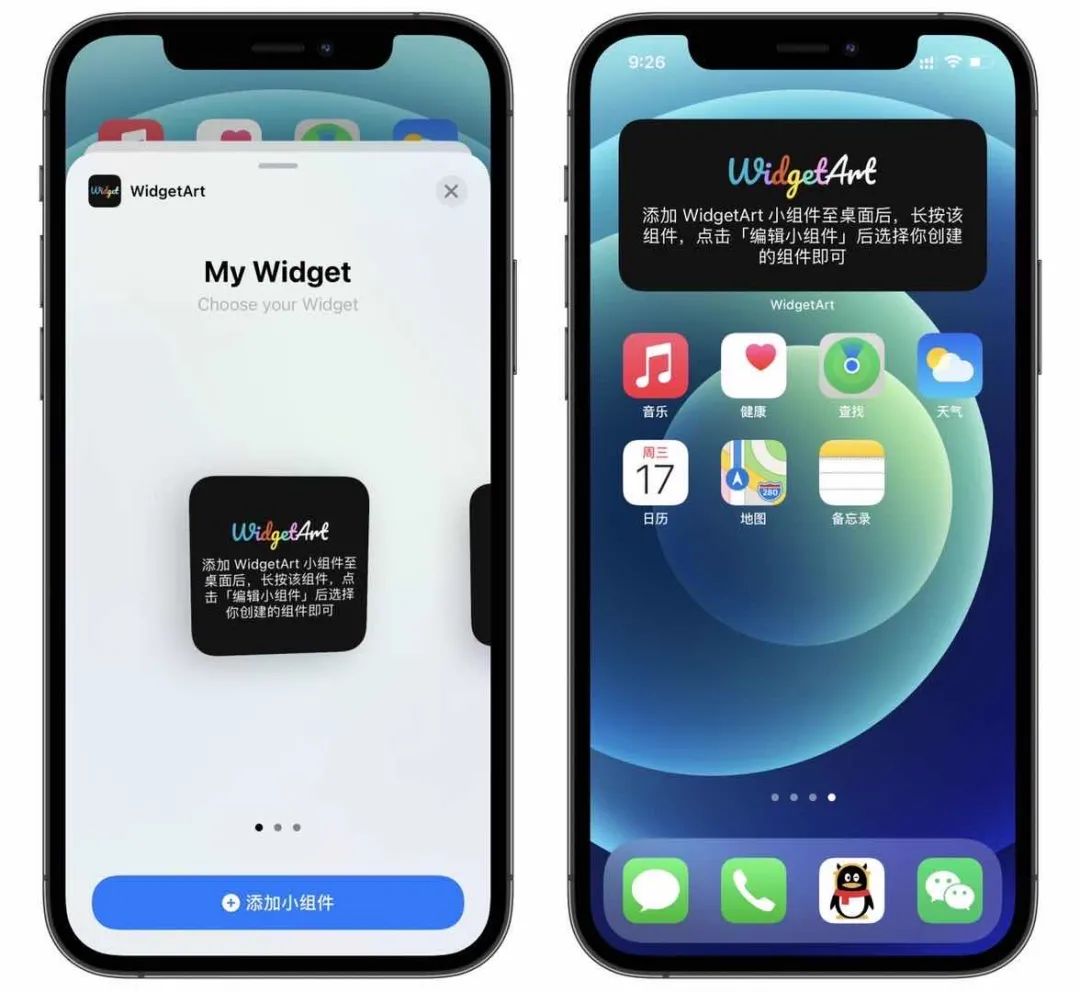 Widget
WidgetArt
My Widget
Choose your Widget
WidgetArt
添加 WidgetArt 小组件至
桌面后，长按该组件，点
击「编辑小组件」后选择
你创建的组件即可
添加小组件
9:26
WidgetArt
添加 WidgetArt 小组件至桌面后，长按该
组件，点击「编辑小组件」后选择你创建
的组件即可
WidgetArt
音乐
健康
查找
天气
周三
17
280
日历
地图
备忘录